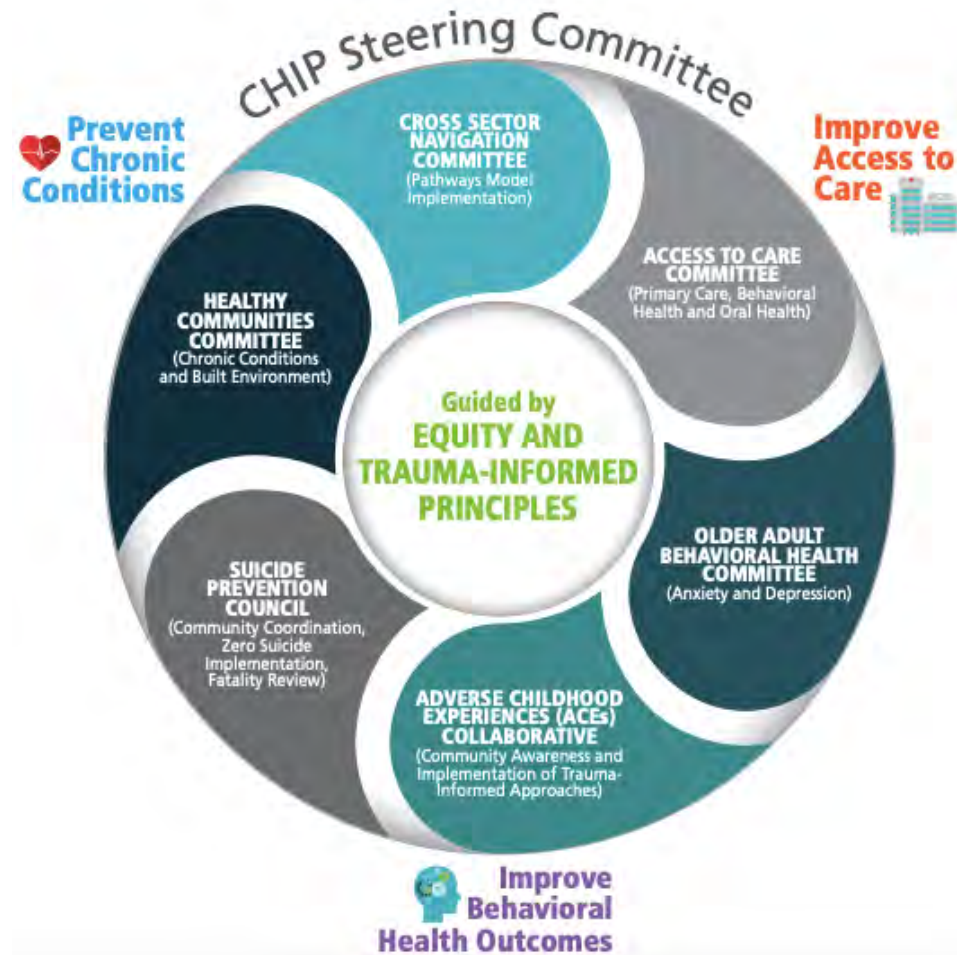 CHIP Steering Committee
Prevent
Chronic
Conditions
Improve
Access to
Care
CROSS SECTOR
NAVIGATION
COMMITTEE
(Pathways Model
Implementation)
ACCESS TO CARE
COMMITTEE
(Primary Care, Behavioral
Health and Oral Health)
HEALTHY
COMMUNITIES
COMMITTEE
(Chronic Conditions
and Built Environment)
Guided by
EQUITY AND
TRAUMA-INFORMED
PRINCIPLES
OLDER ADULT
BEHAVIORAL HEALTH
COMMITTEE
(Anxiety and Depression)
SUICIDE
PREVENTION
COUNCIL
(Community Coordination,
Zero Suicide
Implementation,
Fatality Review)
ADVERSE CHILDHOOD
EXPERIENCES (ACEs)
COLLABORATIVE
(Community Awareness and
Implementation of Trauma-
Informed Approaches)
Improve
Behavioral
Health Outcomes